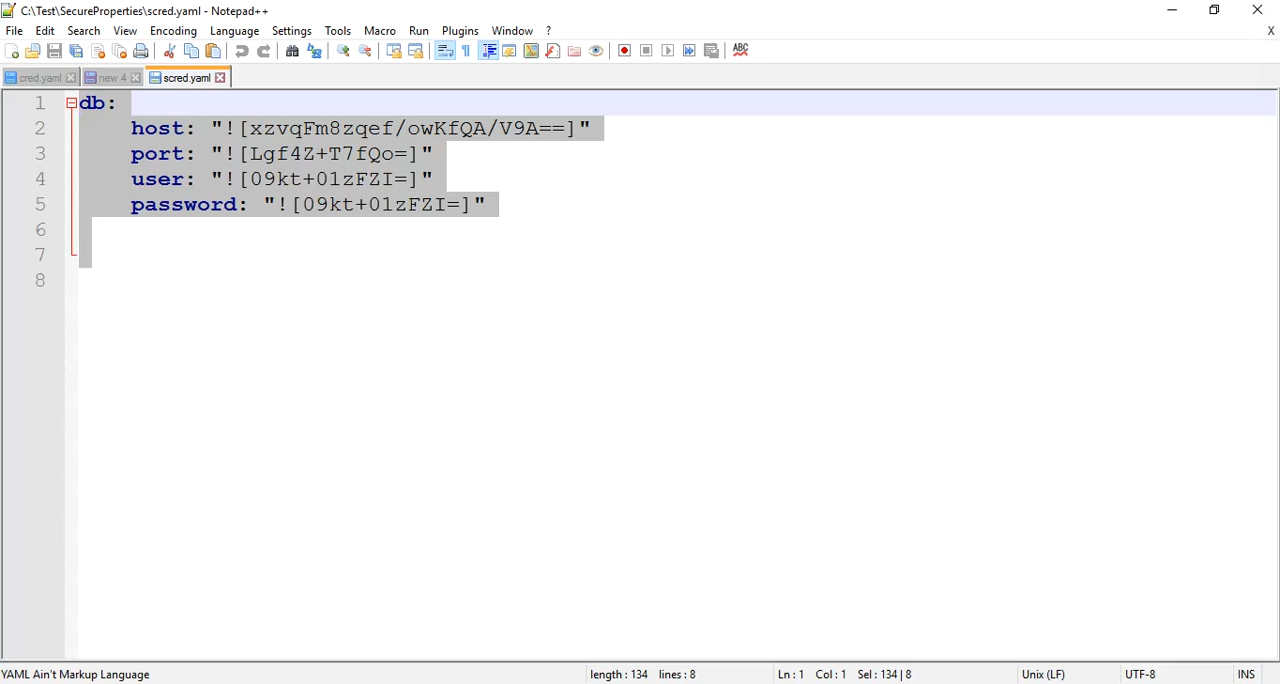 C:\Test\SecureProperties\scred.yaml - Notepad++
File Edit Search View Encoding Language Settings Tools Macro Run Plugins Window ? X
cred.yaml new 4 scred.yaml
1 db:
2 host: "![xzvqFm8zqef/owKfQA/V9A==]"
3 port: "![Lgf4Z+T7fQo=]"
4 user: "![09kt+01zFZI=]"
5 password: "![09kt+01zFZI=]"
6
7
8
YAML Ain't Markup Language length : 134 lines : 8 Ln : 1 Col : 1 Sel : 134 | 8 Unix (LF) UTF-8 INS